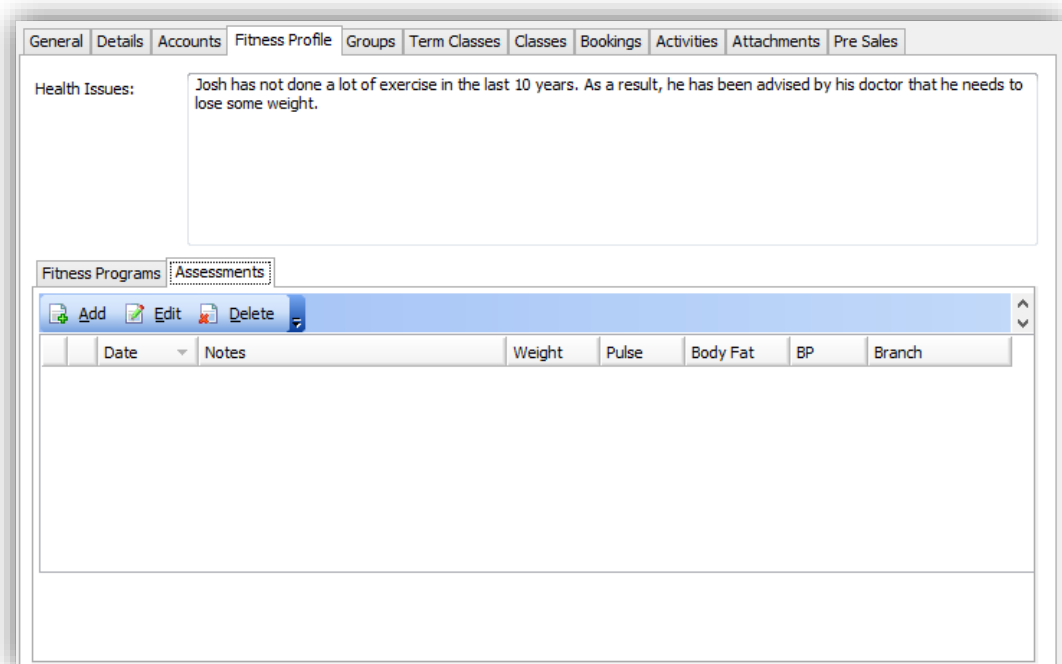 General Details Accounts Fitness Profile Groups Term Classes Classes Bookings Activities Attachments Pre Sales
Health Issues:
Josh has not done a lot of exercise in the last 10 years. As a result, he has been advised by his doctor that he needs to
lose some weight.
Fitness Programs Assessments
Add Edit Delete
Date Notes Weight Pulse Body Fat BP Branch